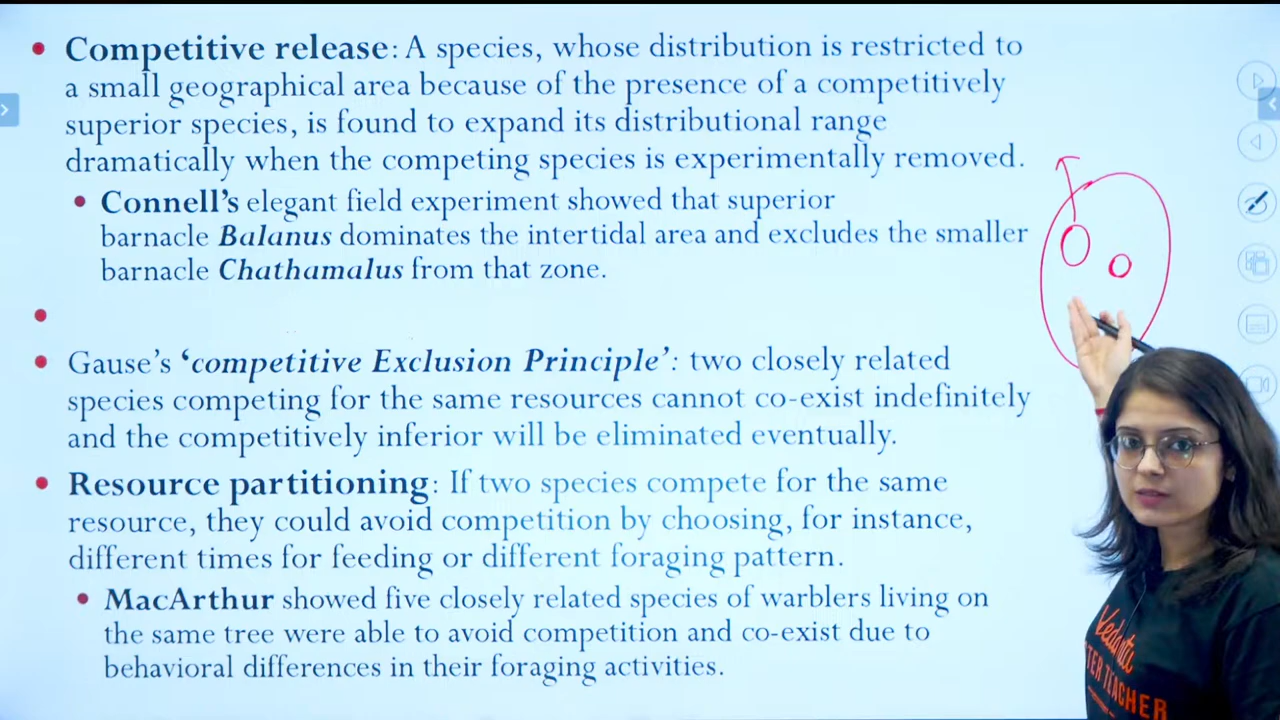 • Competitive release: A species, whose distribution is restricted to
a small geographical area because of the presence of a competitively
superior species, is found to expand its distributional range
dramatically when the competing species is experimentally removed.
• Connell's elegant field experiment showed that superior
barnacle Balanus dominates the intertidal area and excludes the smaller
barnacle Chathamalus from that zone.
•
• Gause's 'competitive Exclusion Principle': two closely related
species competing for the same resources cannot co-exist indefinitely
and the competitively inferior will be eliminated eventually.
• Resource partitioning: If two species compete for the same
resource, they could avoid competition by choosing, for instance,
different times for feeding or different foraging pattern.
• MacArthur showed five closely related species of warblers living on
the same tree were able to avoid competition and co-exist due to
behavioral differences in their foraging activities.
Vedantu
TER TEACHER